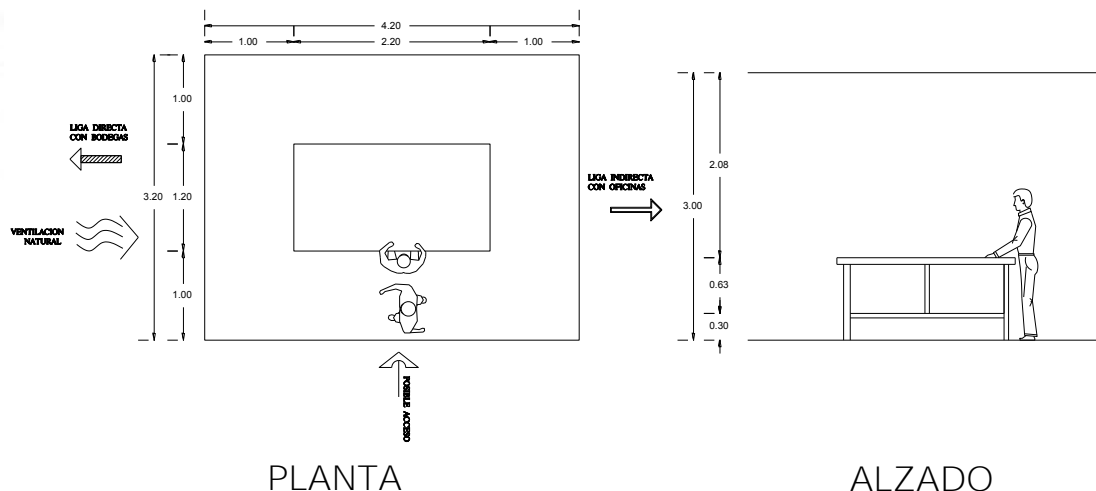 4.20
1.00 2.20 1.00
3.20
1.00
1.20
1.00
LIGA DIRECTA
CON BODEGAS
VENTILACION
NATURAL
LIGA INDIRECTA
CON OFICINAS
POSIBLE ACCESO
3.00
2.08
0.63
0.30
PLANTA
ALZADO